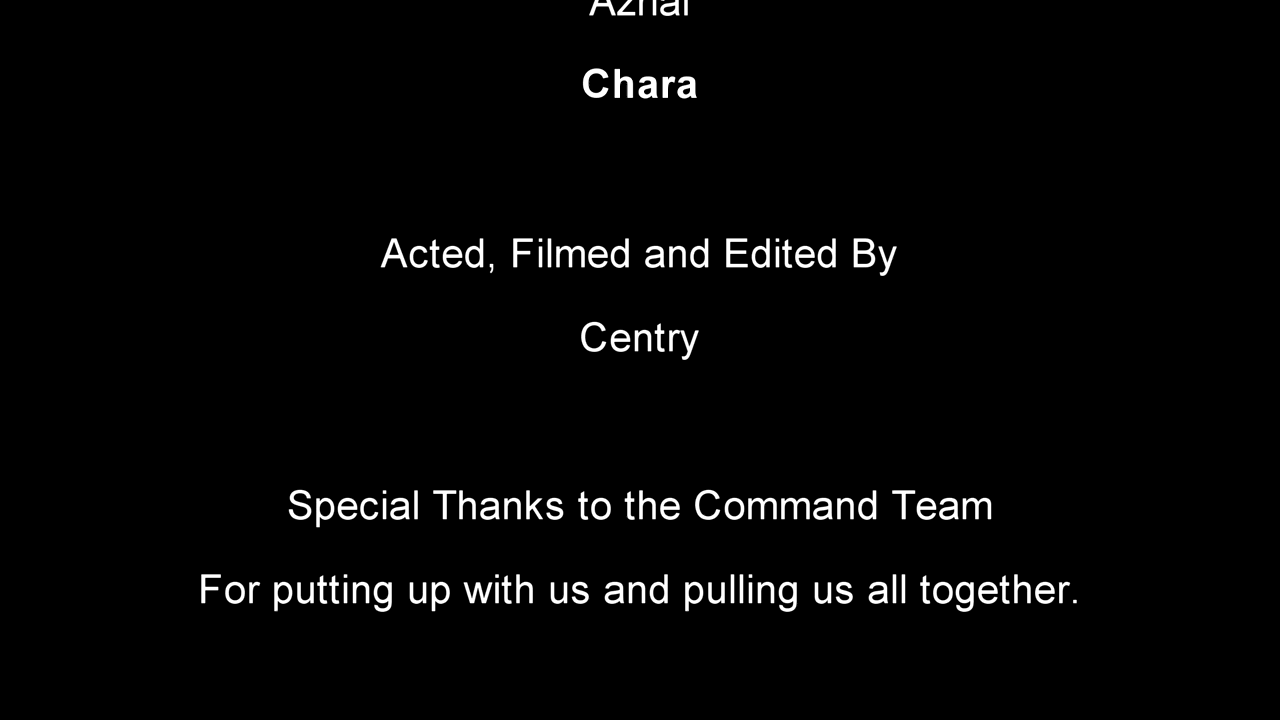 Chara
Acted, Filmed and Edited By
Centry
Special Thanks to the Command Team
For putting up with us and pulling us all together.